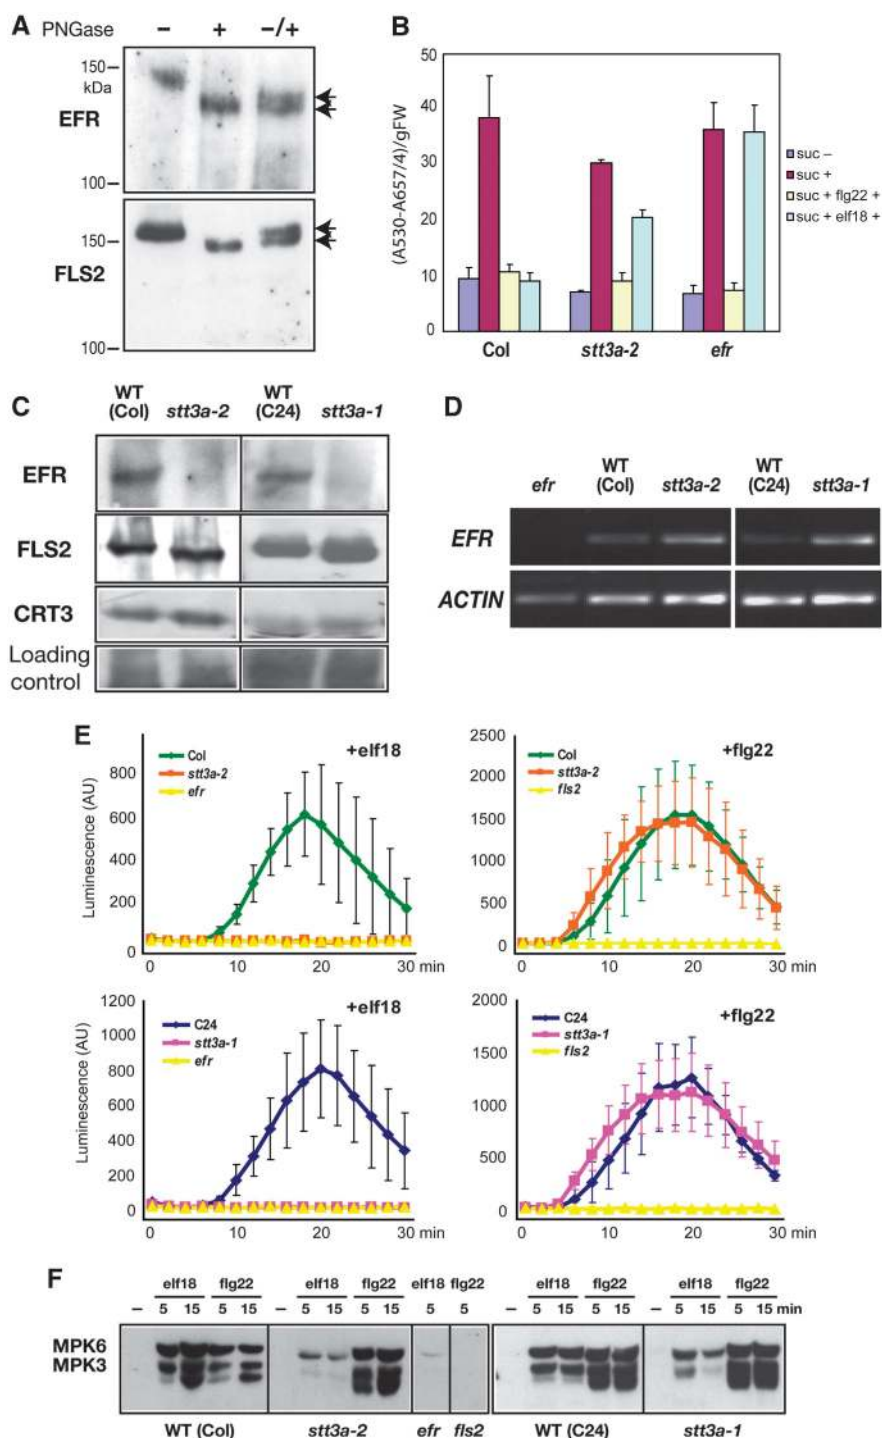 A PNGase – + –/+
150
kDa
EFR
100
150
FLS2
100
B
(A530-A657/4)/gFW
50
40
30
20
10
0
suc –
suc +
suc + flg22 +
suc + elf18 +
Col stt3a-2 efr
C
WT (Col) stt3a-2 WT (C24) stt3a-1
EFR
FLS2
CRT3
Loading control
D
efr WT (Col) stt3a-2 WT (C24) stt3a-1
EFR
ACTIN
E
+elf18
Col
stt3a-2
efr
Luminescence (AU)
800
600
400
200
0
0 10 20 30 min
+flg22
Col
stt3a-2
fls2
2500
2000
1500
1000
500
0
0 10 20 30 min
+elf18
C24
stt3a-1
efr
Luminescence (AU)
1200
1000
800
600
400
200
0
0 10 20 30 min
+flg22
C24
stt3a-1
fls2
2000
1500
1000
500
0
0 10 20 30 min
F
elf18 flg22 elf18 flg22 elf18 flg22 elf18 flg22 elf18 flg22
– 5 15 5 15 – 5 15 5 15 5 5 – 5 15 5 15 – 5 15 5 15 min
MPK6
MPK3
WT (Col) stt3a-2 efr fls2 WT (C24) stt3a-1